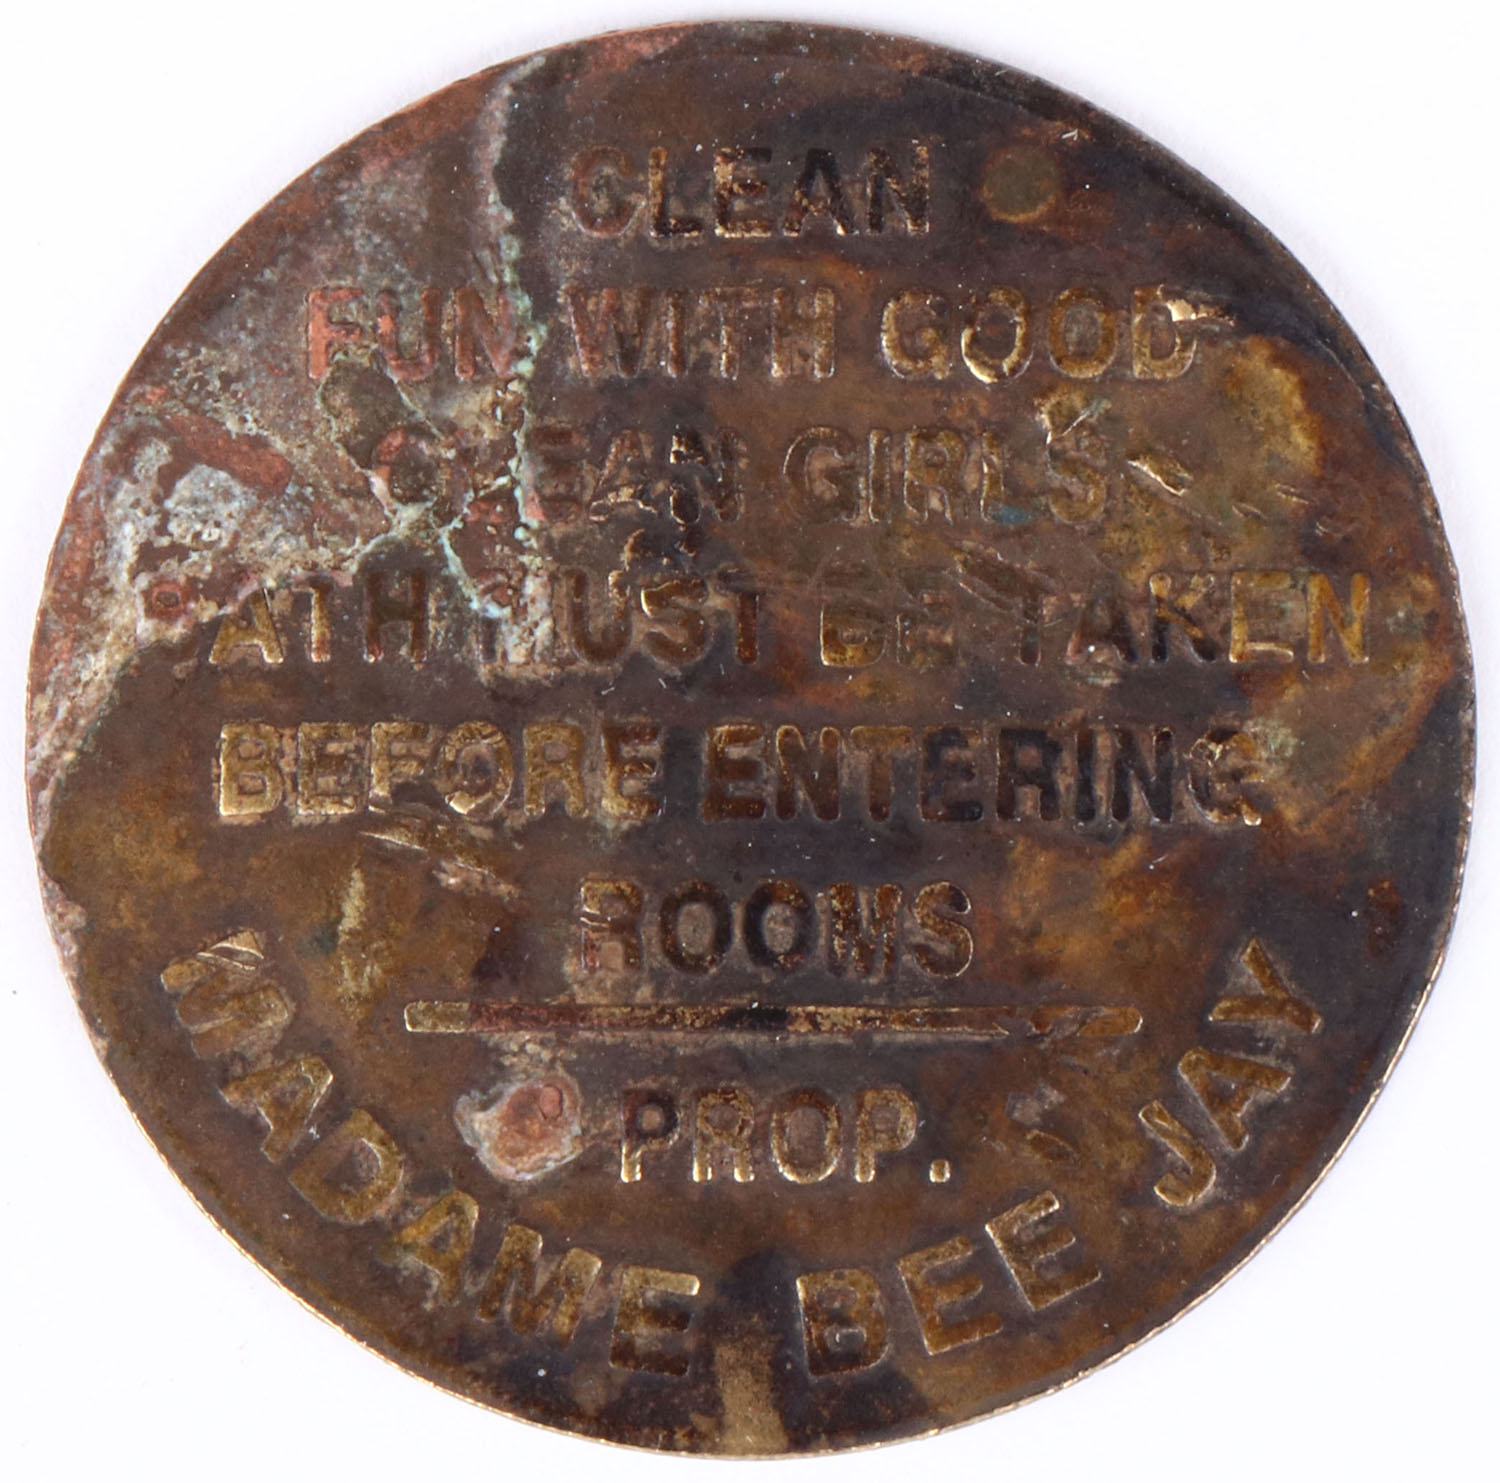 CLEAN
FUN WITH GOOD
CLEAN GIRLS
BATH MUST BE TAKEN
BEFORE ENTERING
ROOMS
PROP.
MADAME BEE JAY